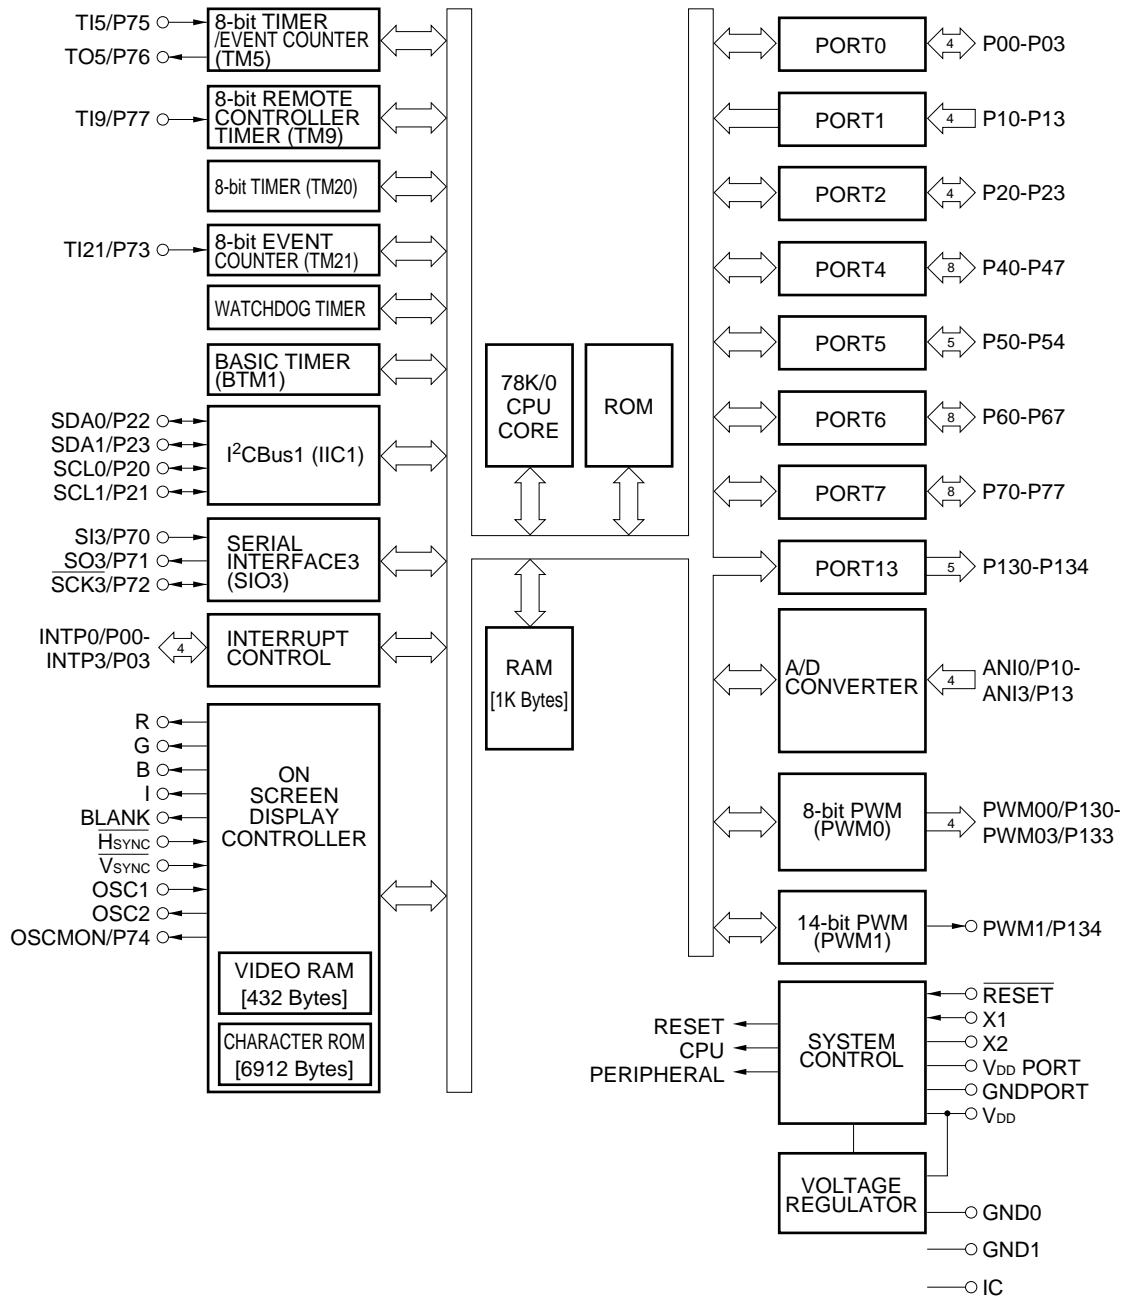 TI5/P75
TO5/P76
8-bit TIMER
/EVENT COUNTER
(TM5)
TI9/P77
8-bit REMOTE
CONTROLLER
TIMER (TM9)
8-bit TIMER (TM20)
TI21/P73
8-bit EVENT
COUNTER (TM21)
WATCHDOG TIMER
BASIC TIMER
(BTM1)
SDA0/P22
SDA1/P23
SCL0/P20
SCL1/P21
I²CBus1 (IIC1)
SI3/P70
SO3/P71
SCK3/P72
SERIAL
INTERFACE3
(SIO3)
INTP0/P00-
INTP3/P03
4
INTERRUPT
CONTROL
R
G
B
I
BLANK
HSYNC
VSYNC
OSC1
OSC2
OSCMON/P74
ON
SCREEN
DISPLAY
CONTROLLER
VIDEO RAM
[432 Bytes]
CHARACTER ROM
[6912 Bytes]
78K/0
CPU
CORE
ROM
RAM
[1K Bytes]
PORT0
4
P00-P03
PORT1
4
P10-P13
PORT2
4
P20-P23
PORT4
8
P40-P47
PORT5
5
P50-P54
PORT6
8
P60-P67
PORT7
8
P70-P77
PORT13
5
P130-P134
A/D
CONVERTER
4
ANI0/P10-
ANI3/P13
8-bit PWM
(PWM0)
4
PWM00/P130-
PWM03/P133
14-bit PWM
(PWM1)
PWM1/P134
RESET
CPU
PERIPHERAL
SYSTEM
CONTROL
RESET
X1
X2
VDD PORT
GNDPORT
VDD
VOLTAGE
REGULATOR
GND0
GND1
IC